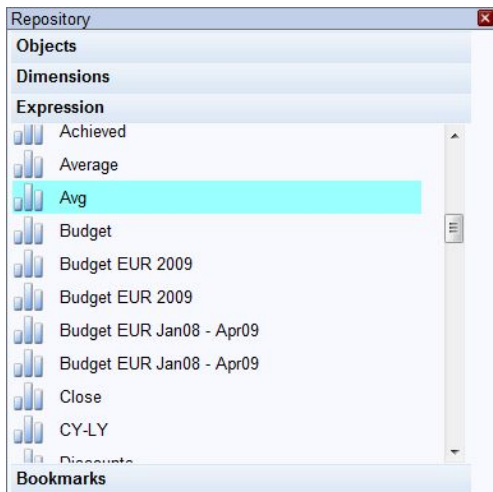 Repository
Objects
Dimensions
Expression
Achieved
Average
Avg
Budget
Budget EUR 2009
Budget EUR 2009
Budget EUR Jan08 - Apr09
Budget EUR Jan08 - Apr09
Close
CY-LY
Discounts
Bookmarks